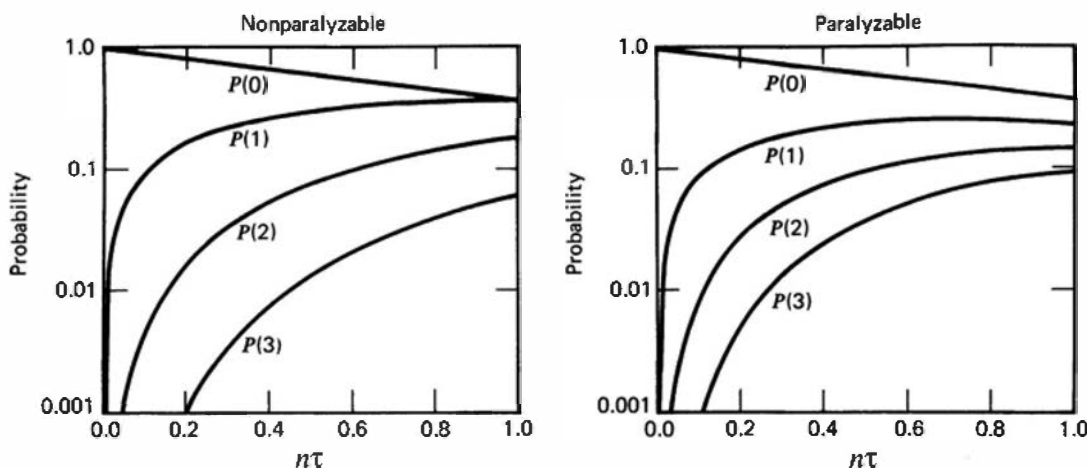 Nonparalyzable
1.0
0.1
0.01
0.001
Probability
P(0)
P(1)
P(2)
P(3)
0.0 0.2 0.4 0.6 0.8 1.0
nτ
Paralyzable
1.0
0.1
0.01
0.001
Probability
P(0)
P(1)
P(2)
P(3)
0.0 0.2 0.4 0.6 0.8 1.0
nτ